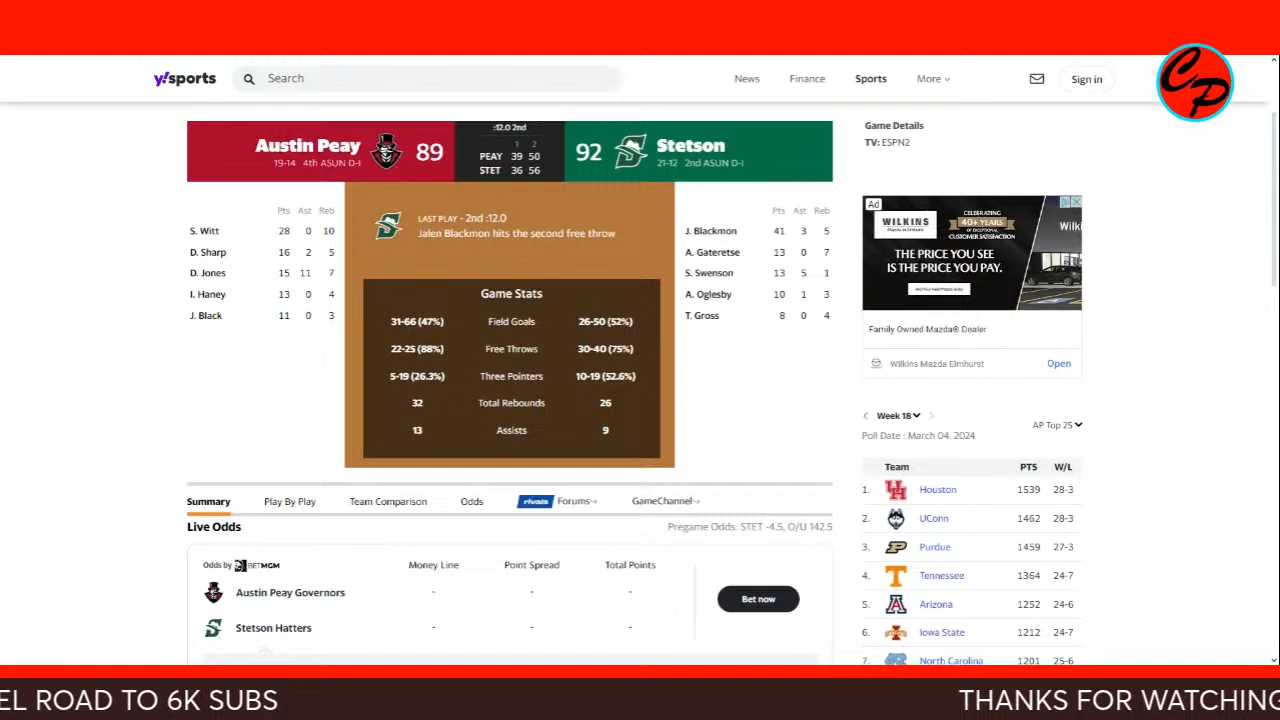 y!sports
Search
News
Finance
Sports
More
Sign in
CP
Austin Peay
19-14 4th ASUN D-I
89
:12.0 2nd
1 2
PEAY 39 50
STET 36 56
92
Stetson
21-12 2nd ASUN D-I
Game Details
TV: ESPN2
Pts Ast Reb
S. Witt 28 0 10
D. Sharp 16 2 5
D. Jones 15 11 7
I. Haney 13 0 4
J. Black 11 0 3
LAST PLAY - 2nd :12.0
Jalen Blackmon hits the second free throw
Game Stats
31-66 (47%) Field Goals 26-50 (52%)
22-25 (88%) Free Throws 30-40 (75%)
5-19 (26.3%) Three Pointers 10-19 (52.6%)
32 Total Rebounds 26
13 Assists 9
Pts Ast Reb
J. Blackmon 41 3 5
A. Gateretse 13 0 7
S. Swenson 13 5 1
A. Oglesby 10 1 3
T. Gross 8 0 4
Ad
WILKINS
CELEBRATING
40+ YEARS
OF EXCEPTIONAL
CUSTOMER SATISFACTION
Wilki
THE PRICE YOU SEE
IS THE PRICE YOU PAY.
Family Owned Mazda® Dealer
Wilkins Mazda Elmhurst
Open
Week 18
Poll Date : March 04, 2024
AP Top 25
Team PTS W/L
1. Houston 1539 28-3
2. UConn 1462 28-3
3. Purdue 1459 27-3
4. Tennessee 1364 24-7
5. Arizona 1252 24-6
6. Iowa State 1212 24-7
7. North Carolina 1201 25-6
Summary
Play By Play
Team Comparison
Odds
rivals Forums
GameChannel
Live Odds
Pregame Odds: STET -4.5, O/U 142.5
Odds by BETMGM
Money Line
Point Spread
Total Points
Austin Peay Governors - - -
Stetson Hatters - - -
Bet now
EL ROAD TO 6K SUBS
THANKS FOR WATCHING